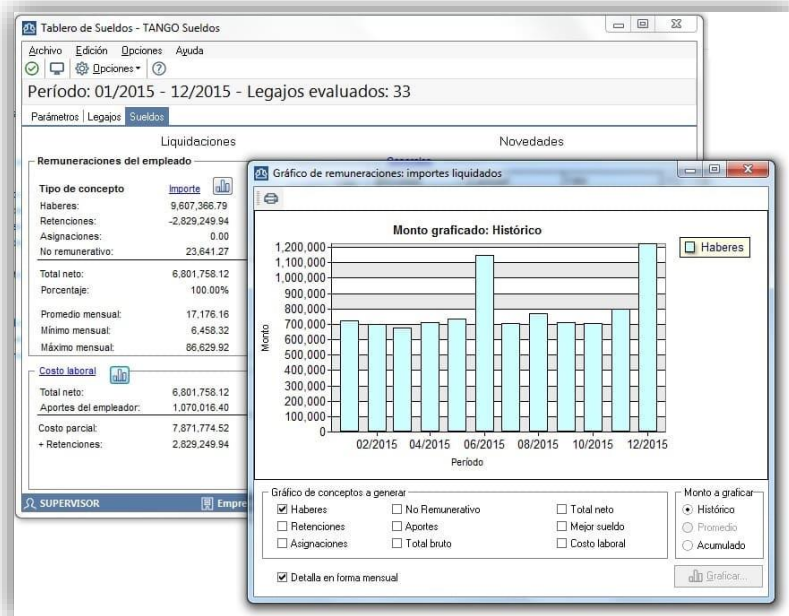 Tablero de Sueldos - TANGO Sueldos
Archivo Edición Opciones Ayuda
Opciones
Período: 01/2015 - 12/2015 - Legajos evaluados: 33
Parámetros Legajos Sueldos
Liquidaciones Novedades
Remuneraciones del empleado
Tipo de concepto Importe
Haberes: 9,607,366.79
Retenciones: -2,829,249.94
Asignaciones: 0.00
No remunerativo: 23,641.27
Total neto: 6,801,758.12
Porcentaje: 100.00%
Promedio mensual: 17,176.16
Mínimo mensual: 6,458.32
Máximo mensual: 86,629.92
Costo laboral
Total neto: 6,801,758.12
Aportes del empleador: 1,070,016.40
Costo parcial: 7,871,774.52
+ Retenciones: 2,829,249.94
SUPERVISOR Empre
Gráfico de remuneraciones: importes liquidados
Monto graficado: Histórico
Haberes
Monto
1,200,000
1,100,000
1,000,000
900,000
800,000
700,000
600,000
500,000
400,000
300,000
200,000
100,000
0
02/2015 04/2015 06/2015 08/2015 10/2015 12/2015
Período
Gráfico de conceptos a generar
Haberes No Remunerativo Total neto
Retenciones Aportes Mejor sueldo
Asignaciones Total bruto Costo laboral
Detalla en forma mensual
Monto a graficar
Histórico
Promedio
Acumulado
Graficar...